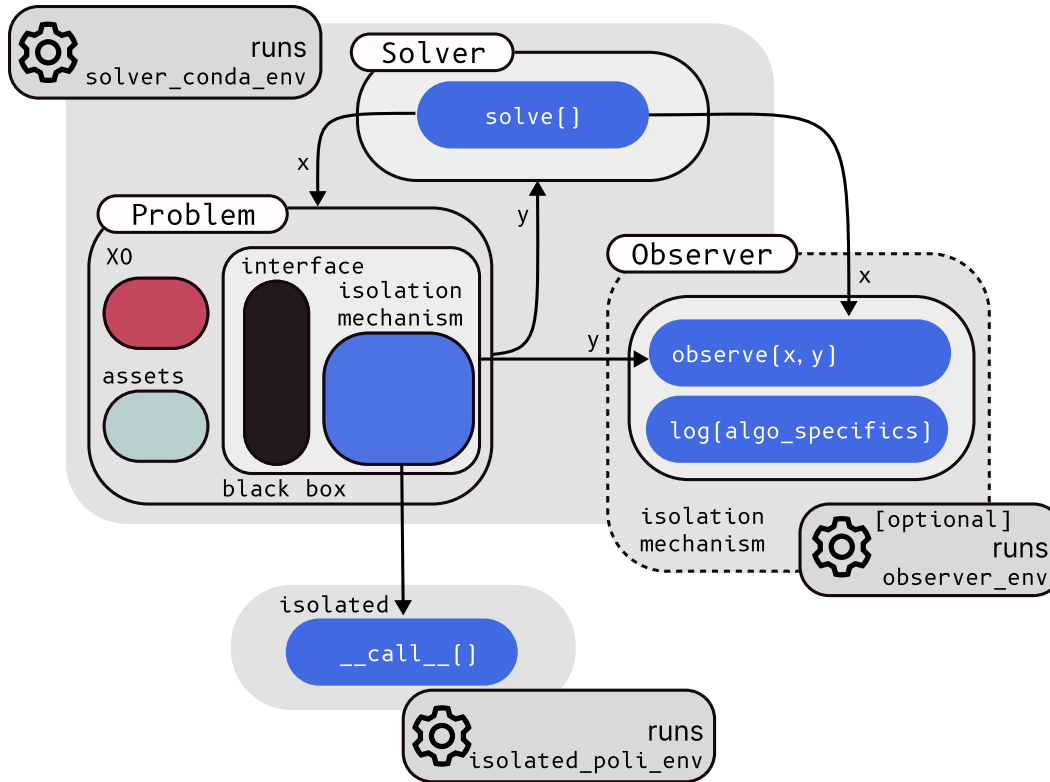 runs
solver_conda_env
Solver
solve[]
x
y
Problem
XO
interface
isolation
mechanism
assets
black box
Observer
x
y
observe[x, y]
log[algo_specifics]
isolation
mechanism
[optional]
runs
observer_env
isolated
__call__[]
runs
isolated_poli_env